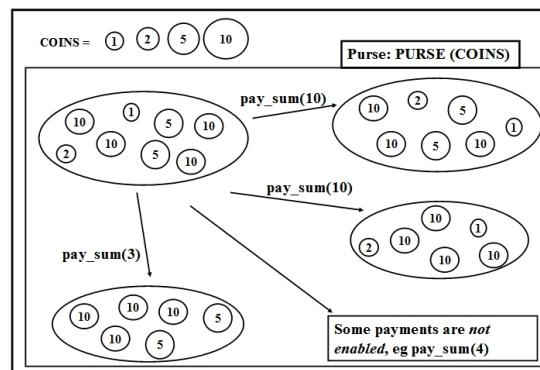 COINS = 1 2 5 10
Purse: PURSE (COINS)
10 1 5 10
2 10 5 10
pay_sum(10)
10 2 5 1
10 5 10
pay_sum(10)
10 1
2 10 10 10
pay_sum(3)
10 10 10 5
10 5
Some payments are not
enabled, eg pay_sum(4)